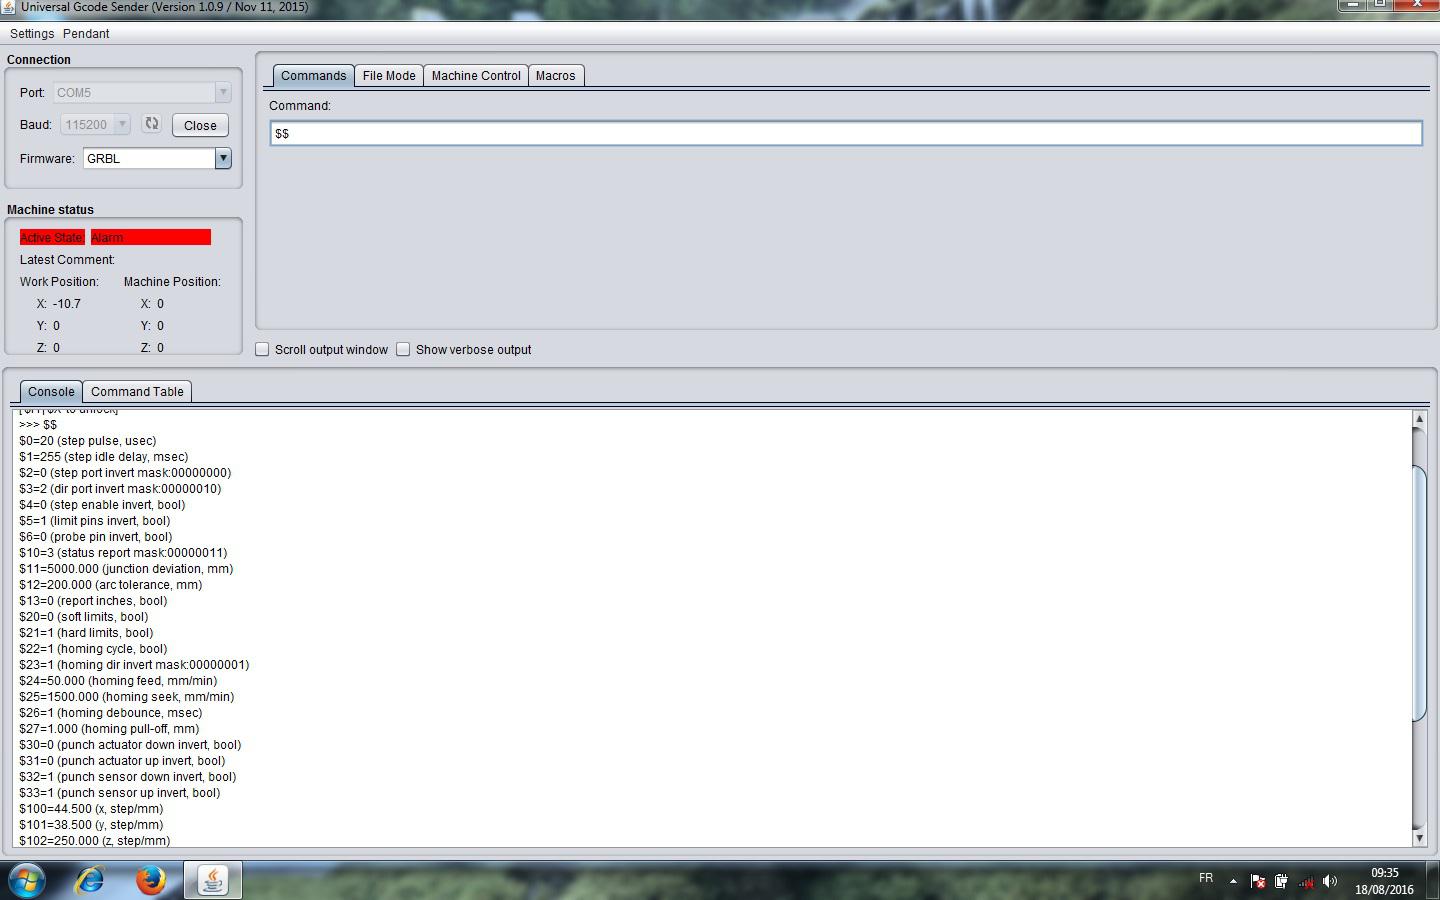 Universal Gcode Sender (Version 1.0.9 / Nov 11, 2015)
Settings Pendant
Connection
Port: COM5
Baud: 115200 Close
Firmware: GRBL
Machine status
Active State: Alarm
Latest Comment:
Work Position: Machine Position:
X: -10.7 X: 0
Y: 0 Y: 0
Z: 0 Z: 0
Commands File Mode Machine Control Macros
Command:
$$
Scroll output window Show verbose output
Console Command Table
['$H'|'$X' to unlock]
>>> $$
$0=20 (step pulse, usec)
$1=255 (step idle delay, msec)
$2=0 (step port invert mask:00000000)
$3=2 (dir port invert mask:00000010)
$4=0 (step enable invert, bool)
$5=1 (limit pins invert, bool)
$6=0 (probe pin invert, bool)
$10=3 (status report mask:00000011)
$11=5000.000 (junction deviation, mm)
$12=200.000 (arc tolerance, mm)
$13=0 (report inches, bool)
$20=0 (soft limits, bool)
$21=1 (hard limits, bool)
$22=1 (homing cycle, bool)
$23=1 (homing dir invert mask:00000001)
$24=50.000 (homing feed, mm/min)
$25=1500.000 (homing seek, mm/min)
$26=1 (homing debounce, msec)
$27=1.000 (homing pull-off, mm)
$30=0 (punch actuator down invert, bool)
$31=0 (punch actuator up invert, bool)
$32=1 (punch sensor down invert, bool)
$33=1 (punch sensor up invert, bool)
$100=44.500 (x, step/mm)
$101=38.500 (y, step/mm)
$102=250.000 (z, step/mm)
FR
09:35
18/08/2016